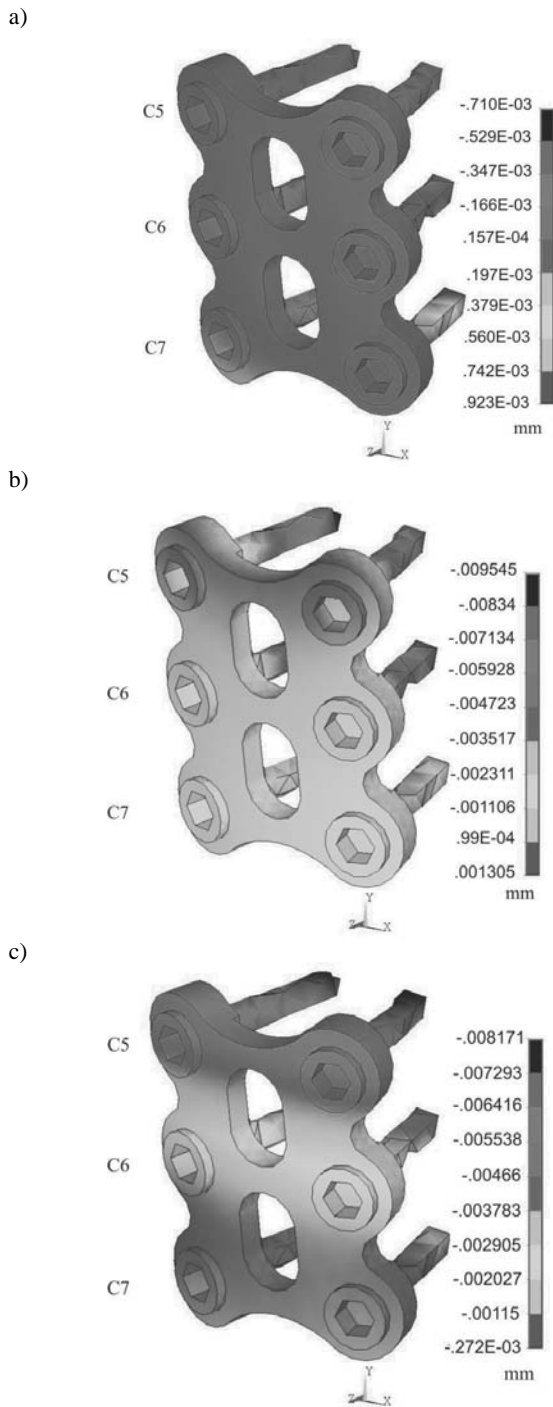 a)
C5
C6
C7
-.710E-03
-.529E-03
-.347E-03
-.166E-03
.157E-04
.197E-03
.379E-03
.560E-03
.742E-03
.923E-03
mm
Y
Z X
b)
C5
C6
C7
-.009545
-.00834
-.007134
-.005928
-.004723
-.003517
-.002311
-.001106
.99E-04
.001305
mm
Y
Z X
c)
C5
C6
C7
-.008171
-.007293
-.006416
-.005538
-.00466
-.003783
-.002905
-.002027
-.00115
-.272E-03
mm
Y
Z X